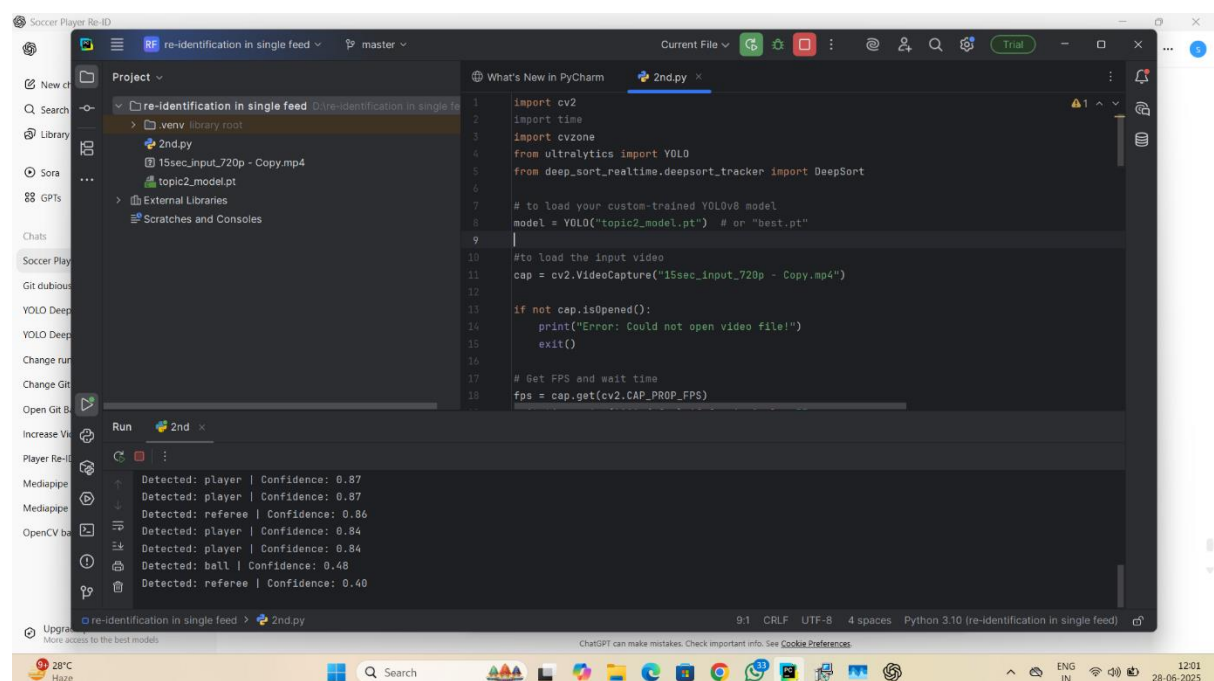 Soccer Player Re-ID
New ch
Search
Library
Sora
GPTs
Chats
Soccer Play
Git dubious
YOLO Deep
YOLO Deep
Change run
Change Git
Open Git B
Increase Vi
Player Re-I
Mediapipe
Mediapipe
OpenCV ba
Upgra
More access to the best models
RF re-identification in single feed
master
Current File
Trial
Project
re-identification in single feed D:\re-identification in single fe
.venv library root
2nd.py
15sec_input_720p - Copy.mp4
topic2_model.pt
External Libraries
Scratches and Consoles
What's New in PyCharm
2nd.py
1 import cv2
2 import time
3 import cvzone
4 from ultralytics import YOLO
5 from deep_sort_realtime.deepsort_tracker import DeepSort
6
7 # to load your custom-trained YOLOv8 model
8 model = YOLO("topic2_model.pt") # or "best.pt"
9
10 #to load the input video
11 cap = cv2.VideoCapture("15sec_input_720p - Copy.mp4")
12
13 if not cap.isOpened():
14 print("Error: Could not open video file!")
15 exit()
16
17 # Get FPS and wait time
18 fps = cap.get(cv2.CAP_PROP_FPS)
1
Run 2nd
Detected: player | Confidence: 0.87
Detected: player | Confidence: 0.87
Detected: referee | Confidence: 0.86
Detected: player | Confidence: 0.84
Detected: player | Confidence: 0.84
Detected: ball | Confidence: 0.48
Detected: referee | Confidence: 0.40
re-identification in single feed > 2nd.py
9:1 CRLF UTF-8 4 spaces Python 3.10 (re-identification in single feed)
ChatGPT can make mistakes. Check important info. See Cookie Preferences.
28°C
Haze
Search
33
ENG
IN
12:01
28-06-2025